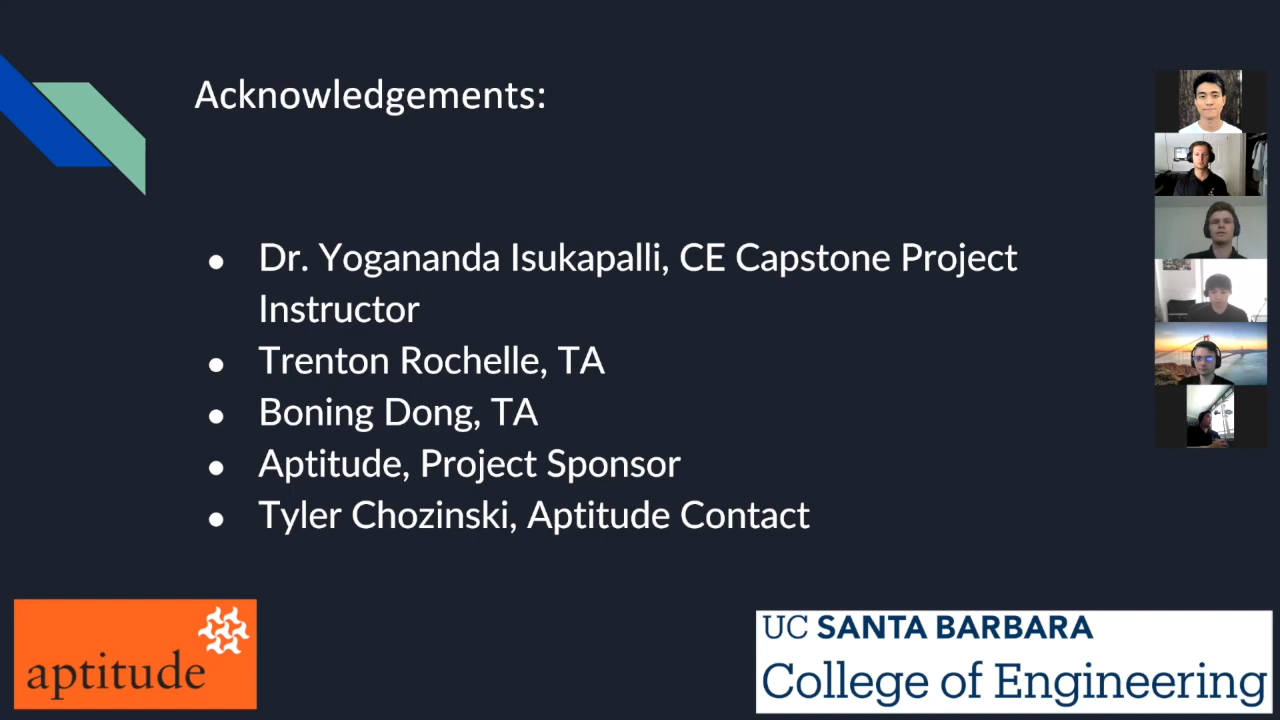 Acknowledgements:
● Dr. Yogananda Isukapalli, CE Capstone Project
Instructor
● Trenton Rochelle, TA
● Boning Dong, TA
● Aptitude, Project Sponsor
● Tyler Chozinski, Aptitude Contact
aptitude
UC SANTA BARBARA
College of Engineering